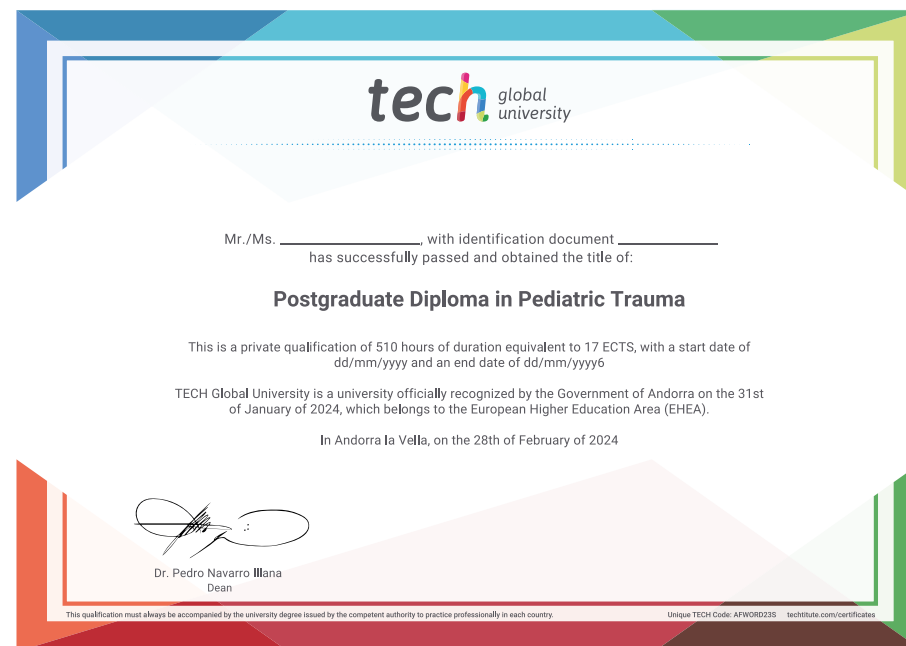 tech global
university
Mr./Ms. ____________, with identification document ____________
has successfully passed and obtained the title of:
Postgraduate Diploma in Pediatric Trauma
This is a private qualification of 510 hours of duration equivalent to 17 ECTS, with a start date of
dd/mm/yyyy and an end date of dd/mm/yyyy6
TECH Global University is a university officially recognized by the Government of Andorra on the 31st
of January of 2024, which belongs to the European Higher Education Area (EHEA).
In Andorra la Vella, on the 28th of February of 2024
Dr. Pedro Navarro Illana
Dean
This qualification must always be accompanied by the university degree issued by the competent authority to practice professionally in each country. Unique TECH Code: AFWORD23S techtitute.com/certificates